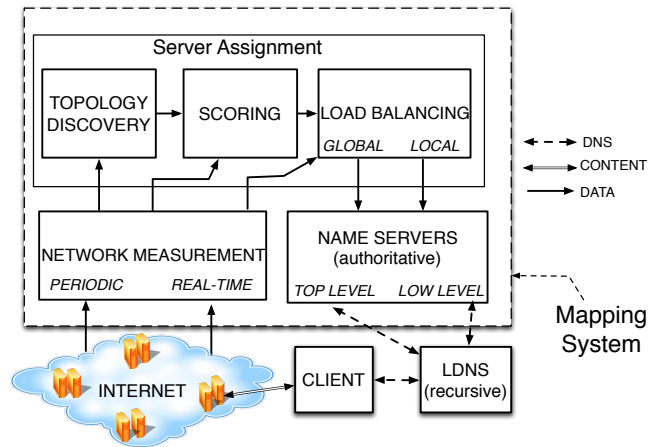 Server Assignment
TOPOLOGY
DISCOVERY
SCORING
LOAD BALANCING
GLOBAL
LOCAL
DNS
CONTENT
DATA
NETWORK MEASUREMENT
PERIODIC
REAL-TIME
NAME SERVERS
(authoritative)
TOP LEVEL
LOW LEVEL
Mapping
System
INTERNET
CLIENT
LDNS
(recursive)